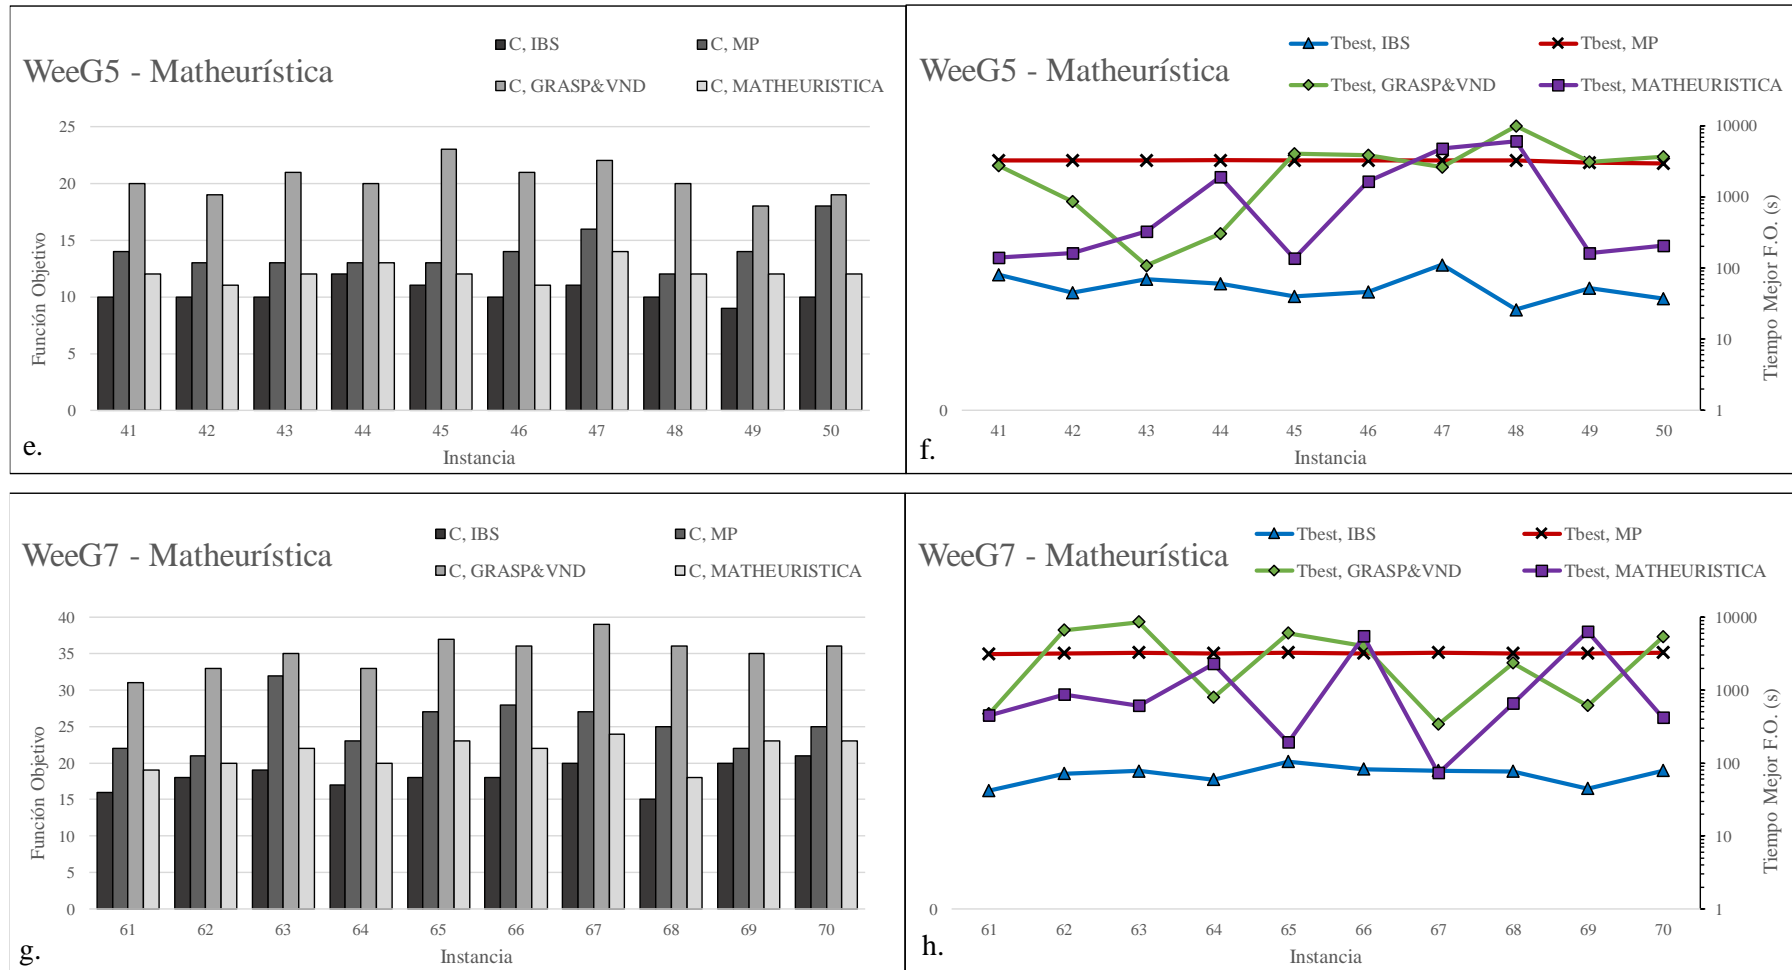 WeeG5 - Matheurística
C, IBS
C, MP
C, GRASP&VND
C, MATHEURISTICA
Función Objetivo
25
20
15
10
5
0
41 42 43 44 45 46 47 48 49 50
Instancia
e.
WeeG5 - Matheurística
Tbest, IBS
Tbest, MP
Tbest, GRASP&VND
Tbest, MATHEURISTICA
10000
1000
100
10
1
0
Tiempo Mejor F.O. (s)
41 42 43 44 45 46 47 48 49 50
Instancia
f.
WeeG7 - Matheurística
C, IBS
C, MP
C, GRASP&VND
C, MATHEURISTICA
Función Objetivo
40
35
30
25
20
15
10
5
0
61 62 63 64 65 66 67 68 69 70
Instancia
g.
WeeG7 - Matheurística
Tbest, IBS
Tbest, MP
Tbest, GRASP&VND
Tbest, MATHEURISTICA
10000
1000
100
10
1
0
Tiempo Mejor F.O. (s)
61 62 63 64 65 66 67 68 69 70
Instancia
h.